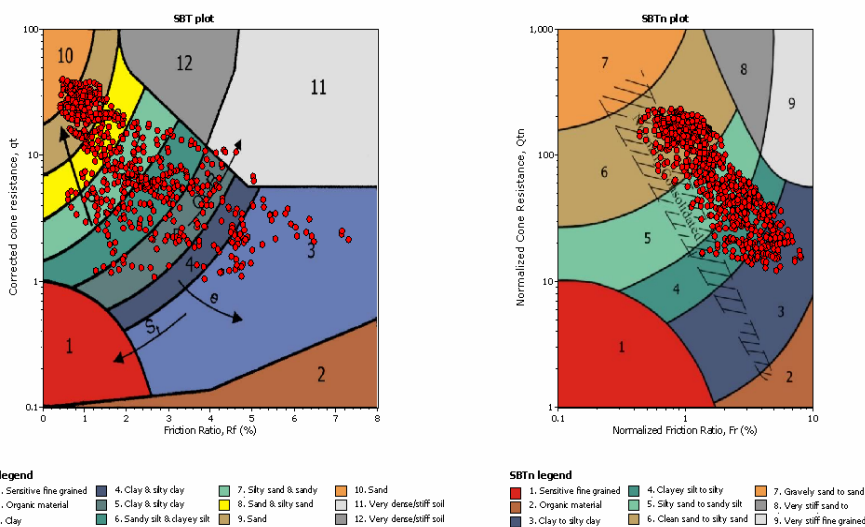 SBT plot
100
10
1
0.1
Corrected cone resistance, qt
10
12
11
4
3
1
2
e
S_t
0 1 2 3 4 5 6 7 8
Friction Ratio, Rf (%)
SBTn plot
1,000
100
10
1
Normalized Cone Resistance, Qtn
7
8
9
6
5
4
3
1
2
0.1 1 10
Normalized Friction Ratio, Fr (%)
legend
. Sensitive fine grained
. Organic material
. Clay
4. Clay & silty clay
5. Clay & silty clay
6. Sandy silt & clayey silt
7. Silty sand & sandy
8. Sand & silty sand
9. Sand
10. Sand
11. Very dense/stiff soil
12. Very dense/stiff soil
SBTn legend
1. Sensitive fine grained
2. Organic material
3. Clay to silty clay
4. Clayey silt to silty
5. Silty sand to sandy silt
6. Clean sand to silty sand
7. Gravely sand to sand
8. Very stiff sand to
9. Very stiff fine grained